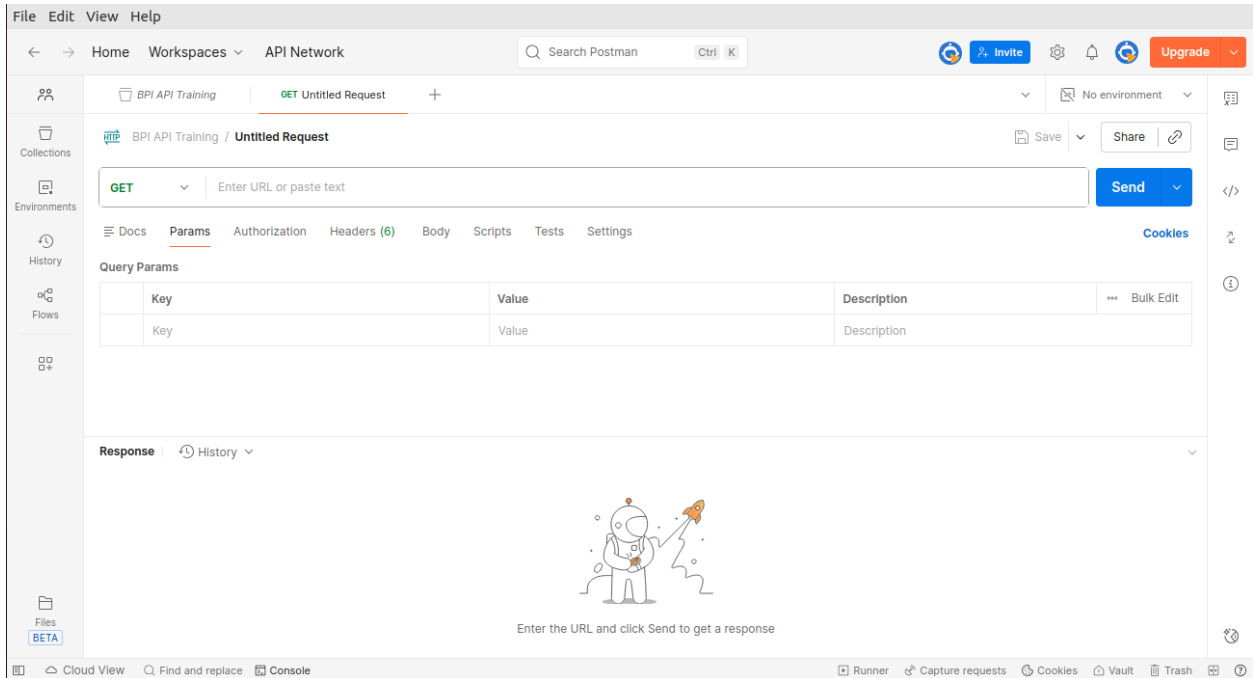 File Edit View Help
Home Workspaces API Network Search Postman Ctrl K Invite Upgrade
BPI API Training GET Untitled Request No environment
Collections
HTTP BPI API Training / Untitled Request Save Share
Environments
GET Enter URL or paste text Send
Docs Params Authorization Headers (6) Body Scripts Tests Settings Cookies
History
Query Params
Key Value Description Bulk Edit
Flows
Key Value Description
Response History
Enter the URL and click Send to get a response
Files
BETA
Cloud View Find and replace Console Runner Capture requests Cookies Vault Trash